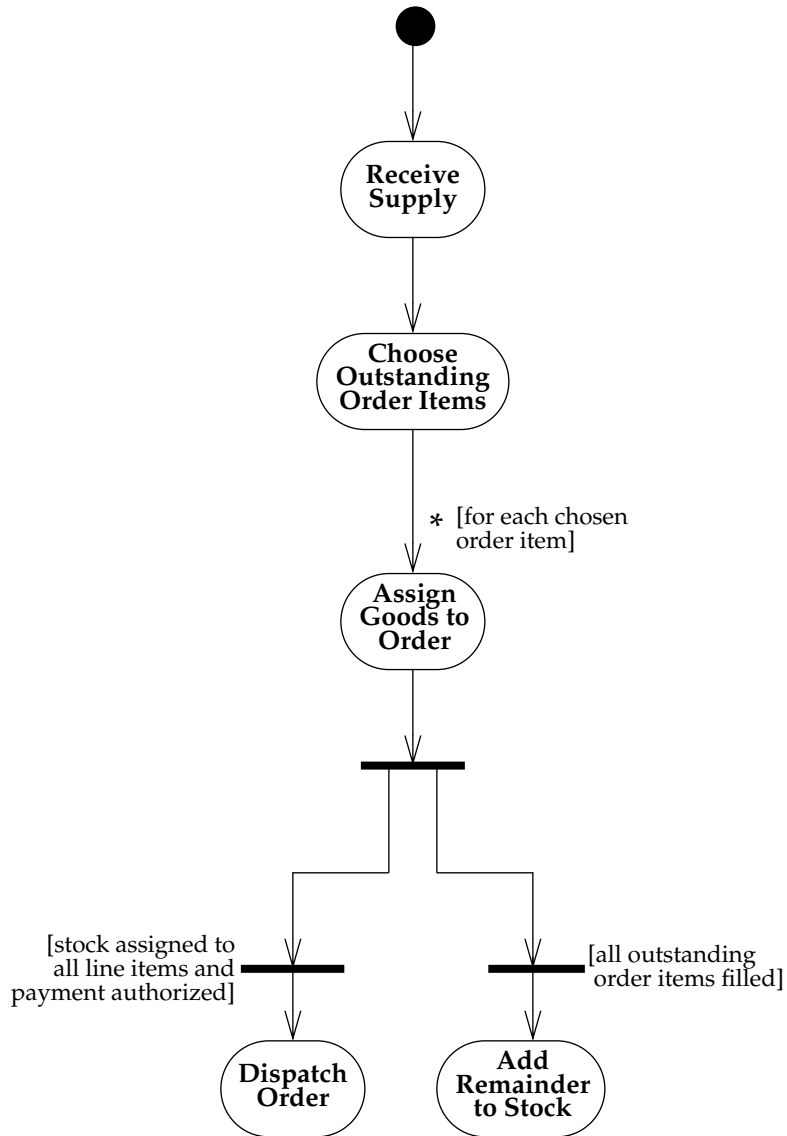 Receive
Supply
Choose
Outstanding
Order Items
* [for each chosen
order item]
Assign
Goods to
Order
[stock assigned to
all line items and
payment authorized]
[all outstanding
order items filled]
Dispatch
Order
Add
Remainder
to Stock